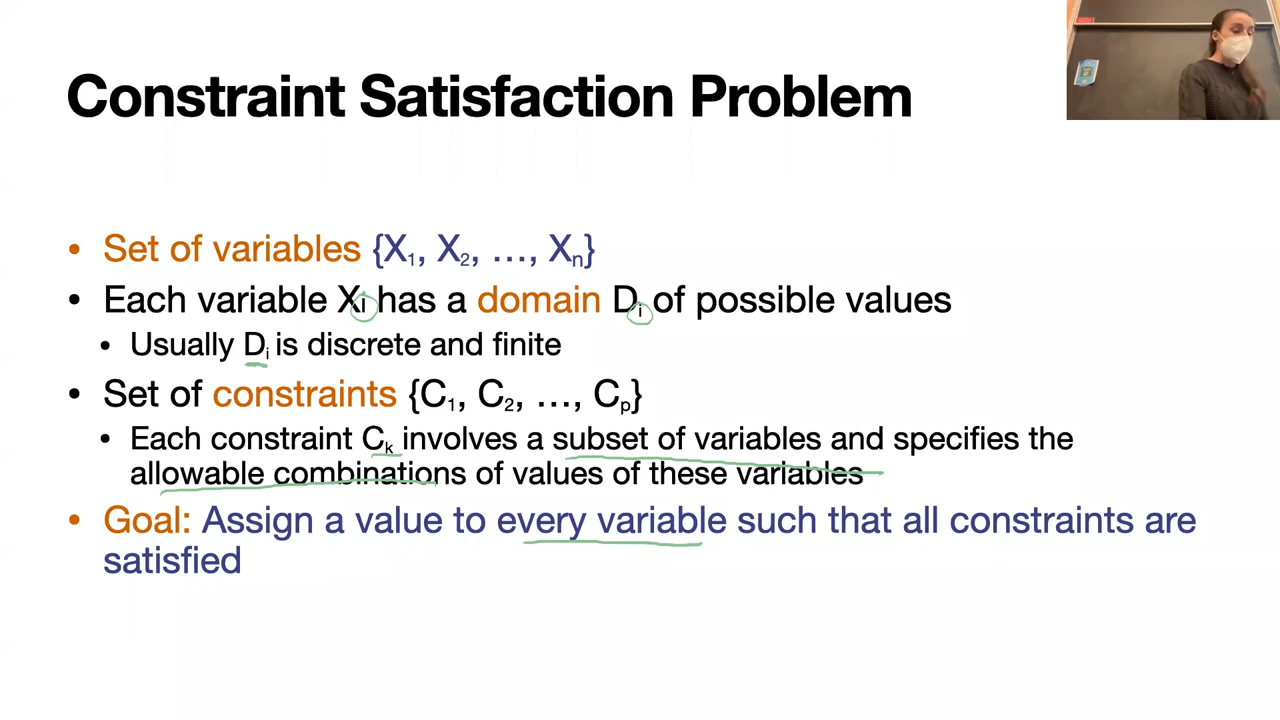 Constraint Satisfaction Problem
• Set of variables {X₁, X₂, …, Xₙ}
• Each variable Xi has a domain Dᵢ of possible values
• Usually Dᵢ is discrete and finite
• Set of constraints {C₁, C₂, …, Cₚ}
• Each constraint Cₖ involves a subset of variables and specifies the
allowable combinations of values of these variables
• Goal: Assign a value to every variable such that all constraints are
satisfied